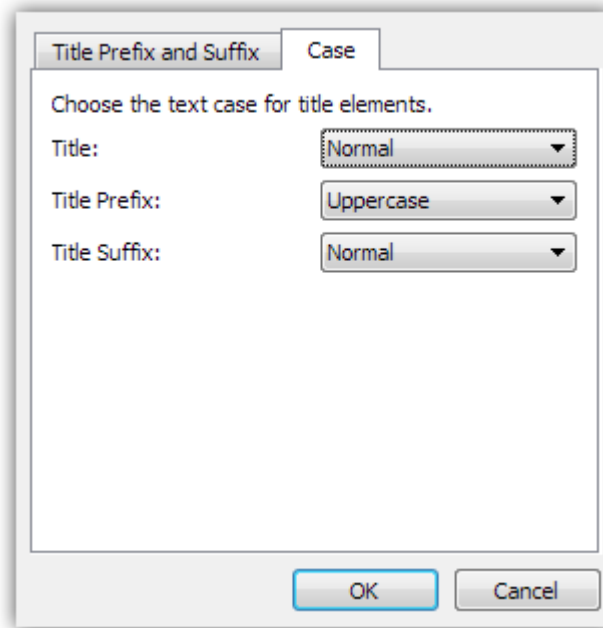 Title Prefix and Suffix
Case
Choose the text case for title elements.
Title:
Normal
Title Prefix:
Uppercase
Title Suffix:
Normal
OK
Cancel